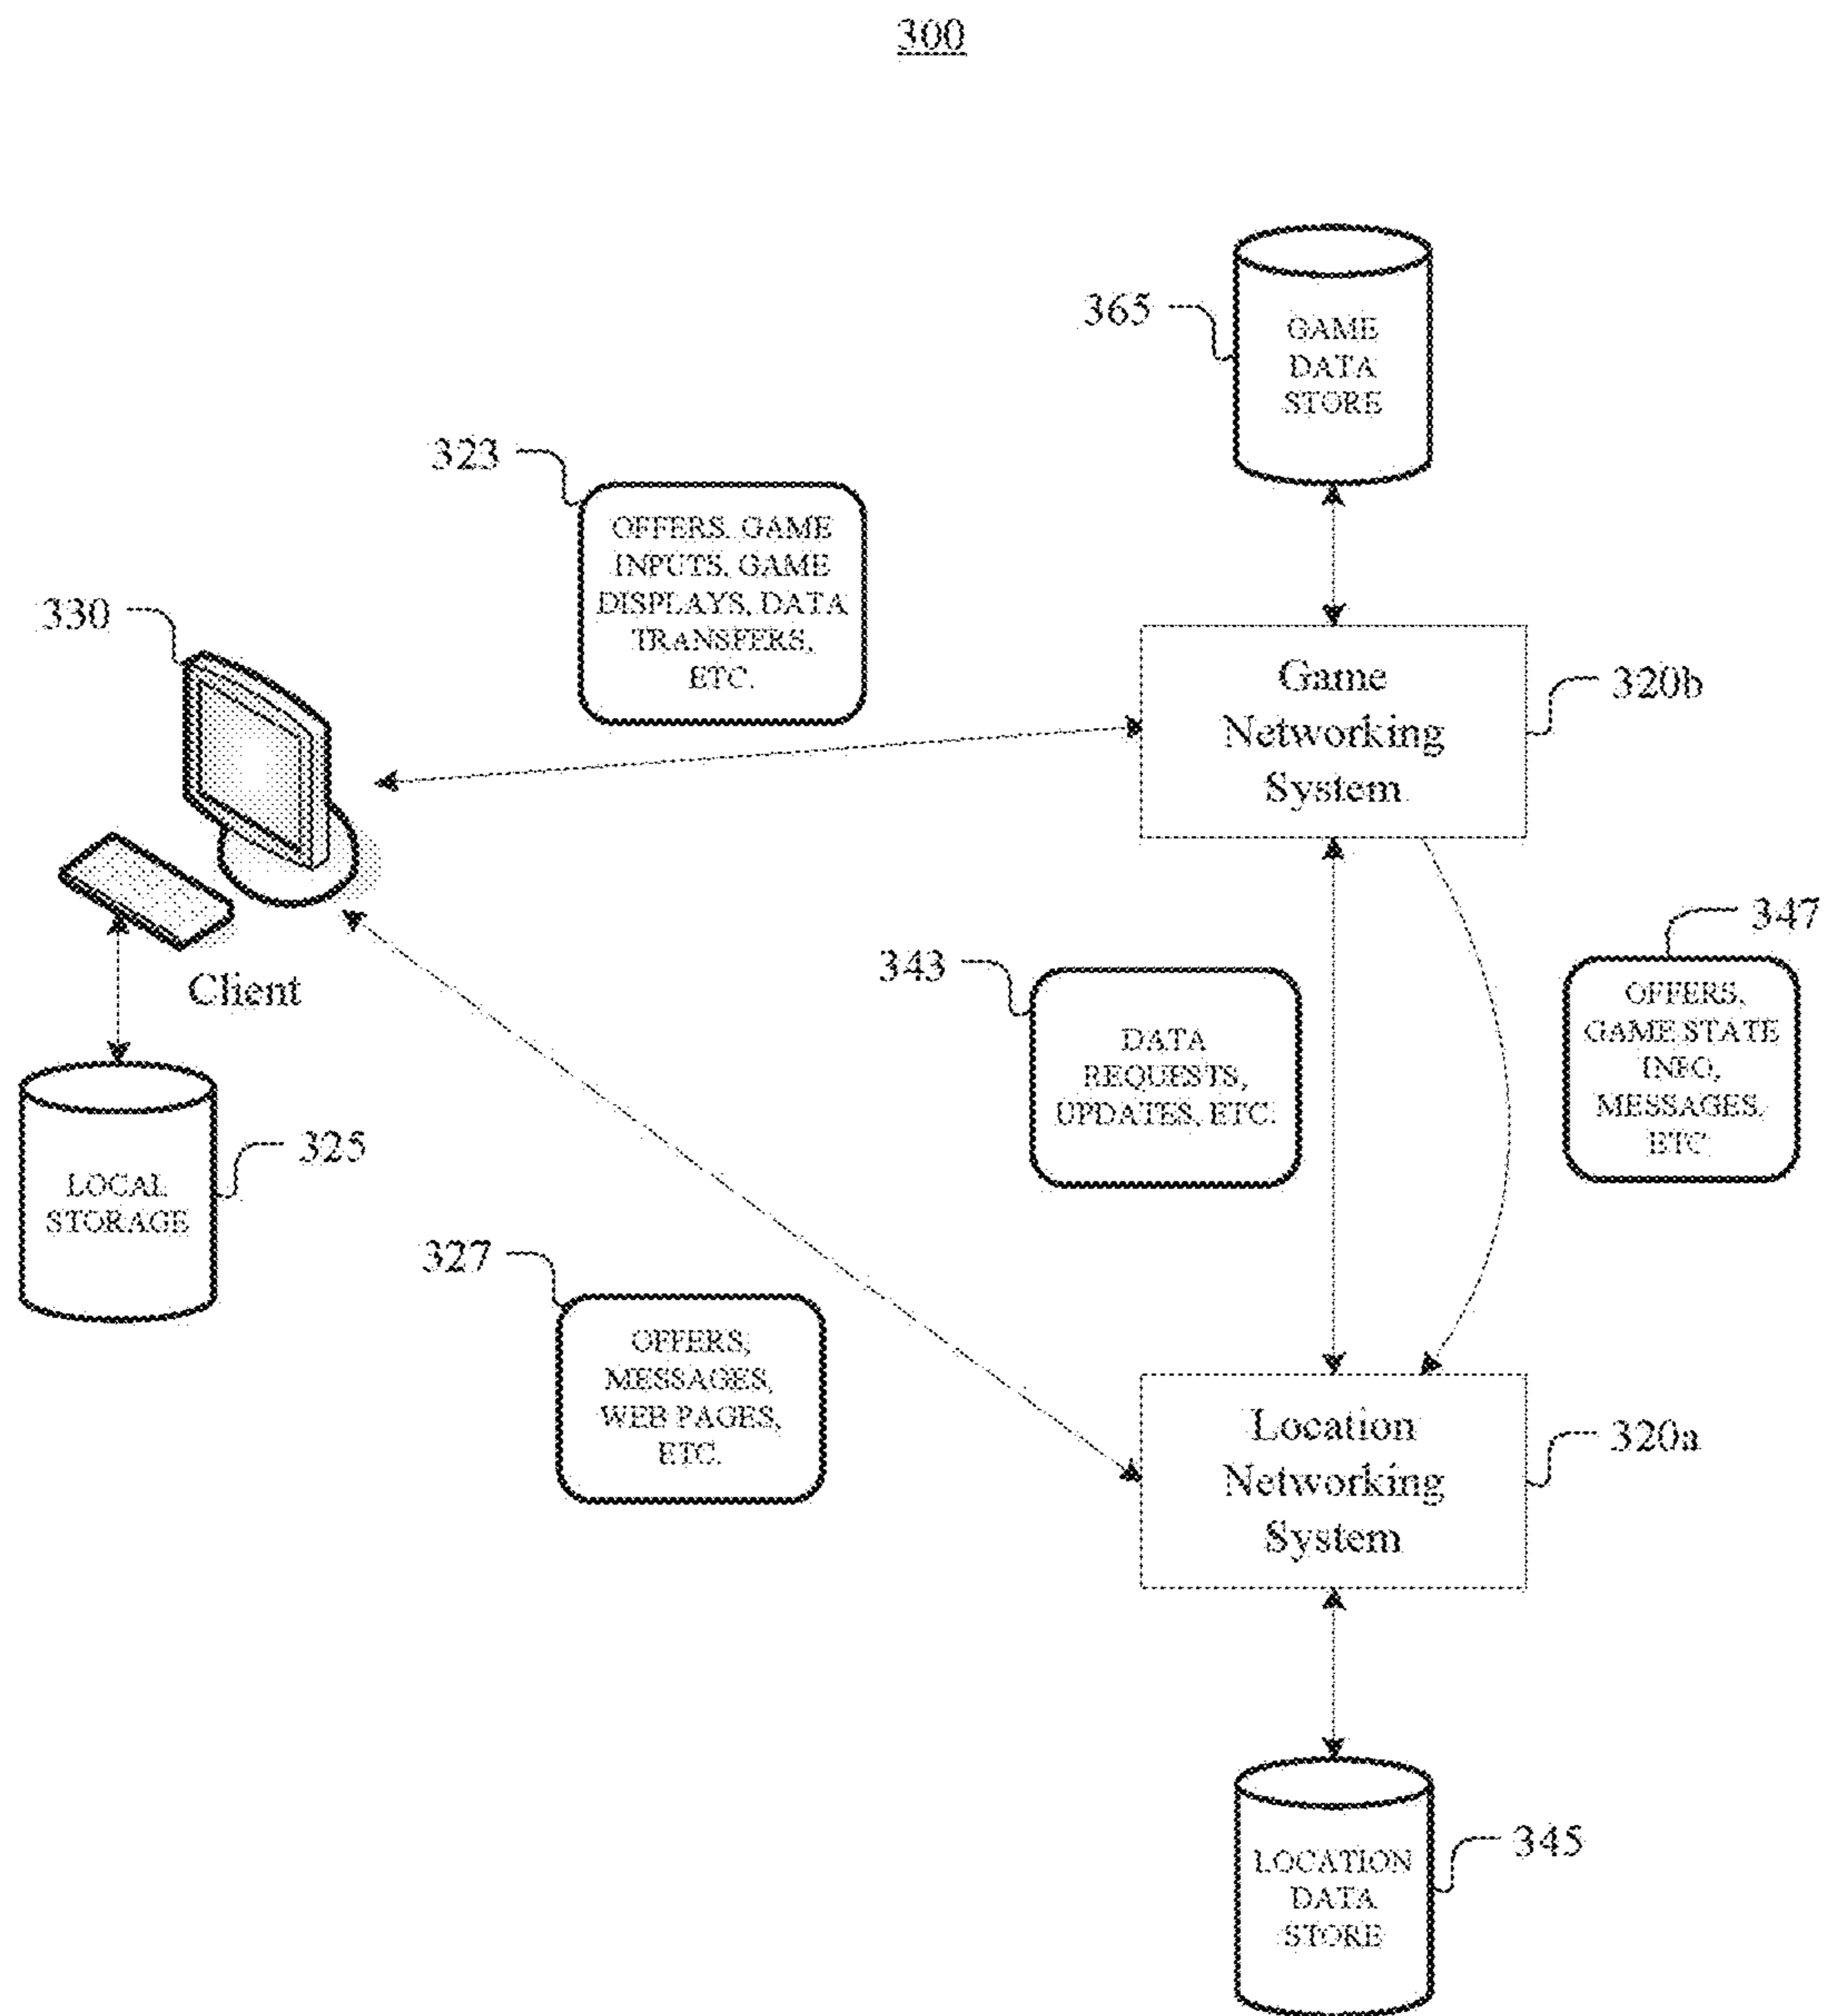 300
365
GAME
DATA
STORE
323
OFFERS, GAME
INPUTS, GAME
DISPLAYS, DATA
TRANSFERS,
ETC.
330
Game
Networking
System
320b
Client
343
DATA
REQUESTS,
UPDATES, ETC.
347
OFFERS,
GAME STATE
INFO,
MESSAGES,
ETC
325
LOCAL
STORAGE
327
OFFERS,
MESSAGES,
WEB PAGES,
ETC.
Location
Networking
System
320a
345
LOCATION
DATA
STORE